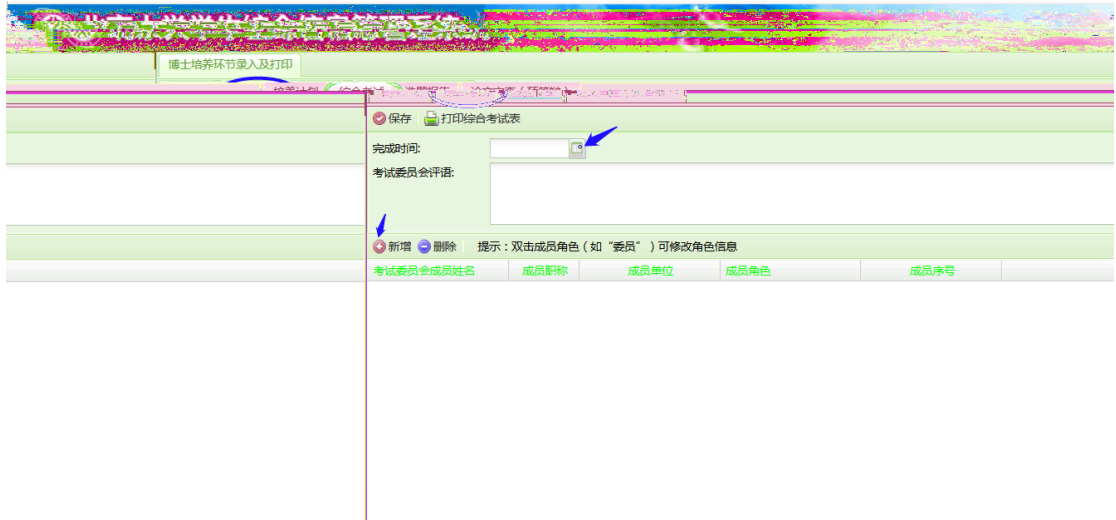 博士培养环节录入及打印
保存 打印综合考试表
完成时间:
考试委员会评语:
新增 删除 提示：双击成员角色（如“委员”）可修改角色信息
考试委员会成员姓名 成员职称 成员单位 成员角色 成员序号